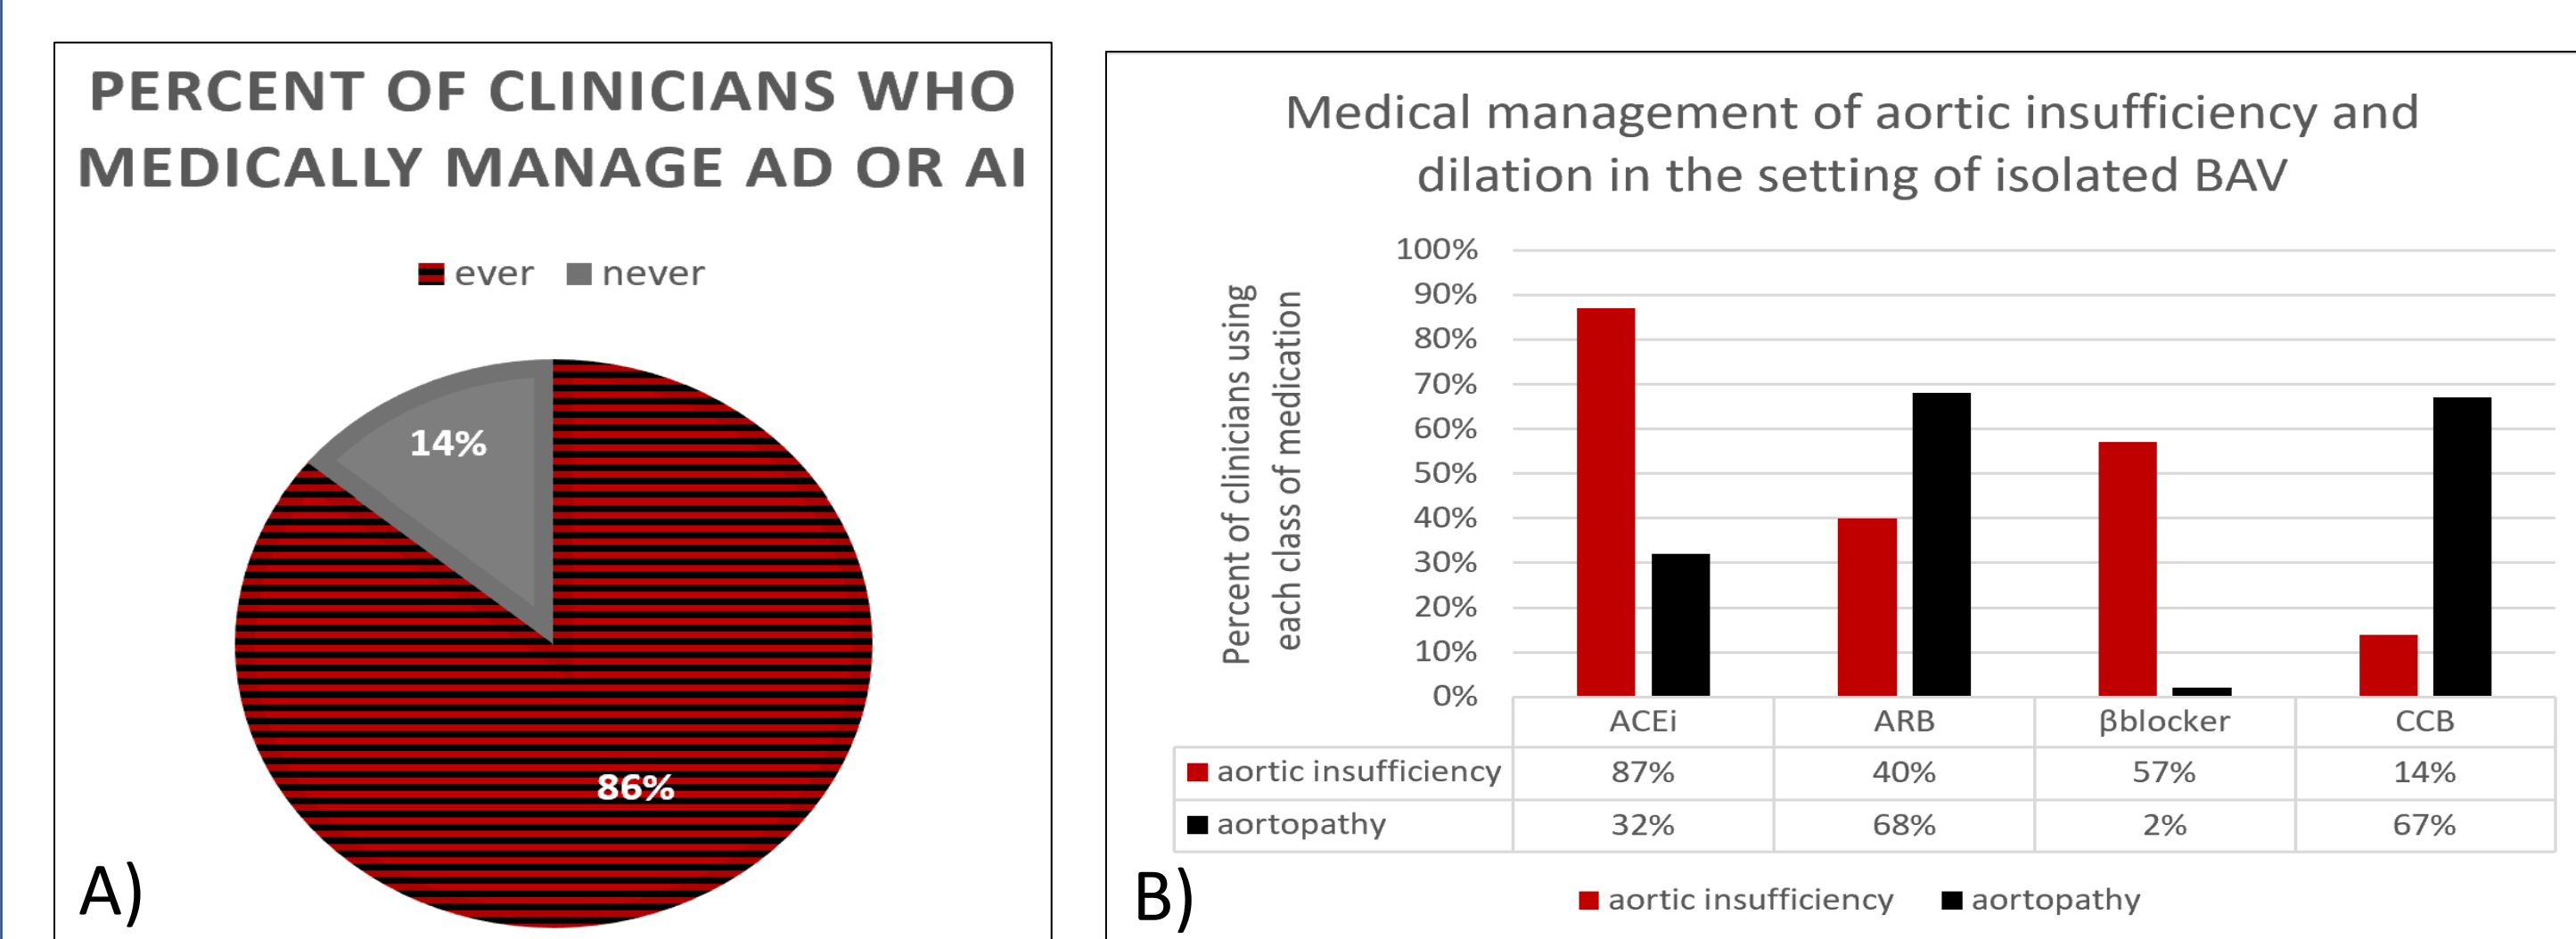 PERCENT OF CLINICIANS WHO
MEDICALLY MANAGE AD OR AI
ever never
14%
86%
A)
Medical management of aortic insufficiency and
dilation in the setting of isolated BAV
Percent of clinicians using
each class of medication
100%
90%
80%
70%
60%
50%
40%
30%
20%
10%
0%
ACEi ARB βblocker CCB
aortic insufficiency 87% 40% 57% 14%
aortopathy 32% 68% 2% 67%
aortic insufficiency aortopathy
B)